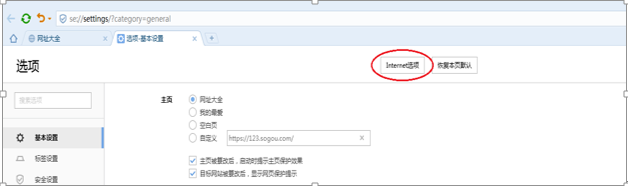 se://settings/?category=general
网址大全
选项-基本设置
选项
Internet选项
恢复本页默认
搜索选项
主页
网址大全
我的最爱
空白页
自定义
https://123.sogou.com/
基本设置
主页被篡改后，启动时提示主页保护效果
标签设置
目标网站被篡改后，显示网页保护提示
安全设置